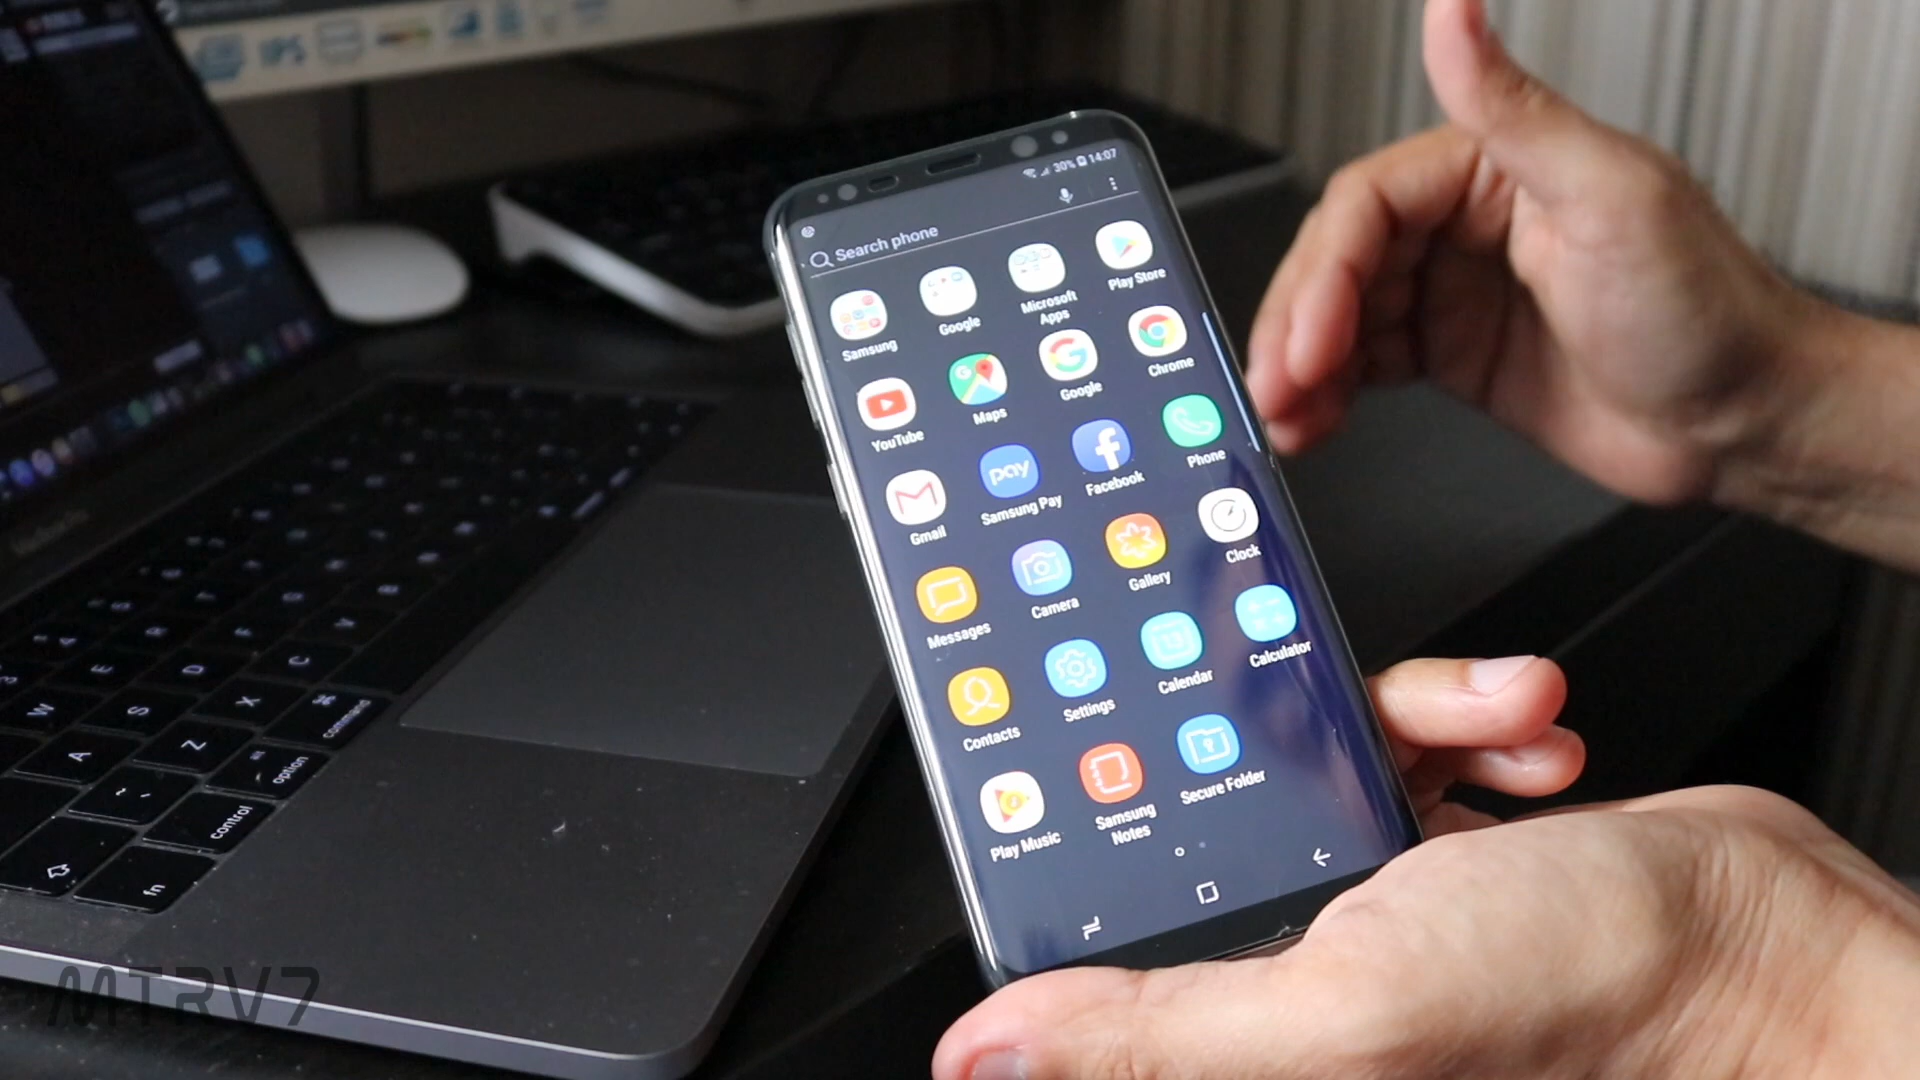 IPS
30% 14:07
Search phone
Samsung
Google
Microsoft
Apps
Play Store
YouTube
Maps
Google
Chrome
Gmail
pay
Samsung Pay
Facebook
Phone
Messages
Camera
Gallery
Clock
Contacts
Settings
Calendar
Calculator
Play Music
Samsung
Notes
Secure Folder
W
E
R
F
V
S
D
C
A
Z
X
command
option
control
fn
MTRV7